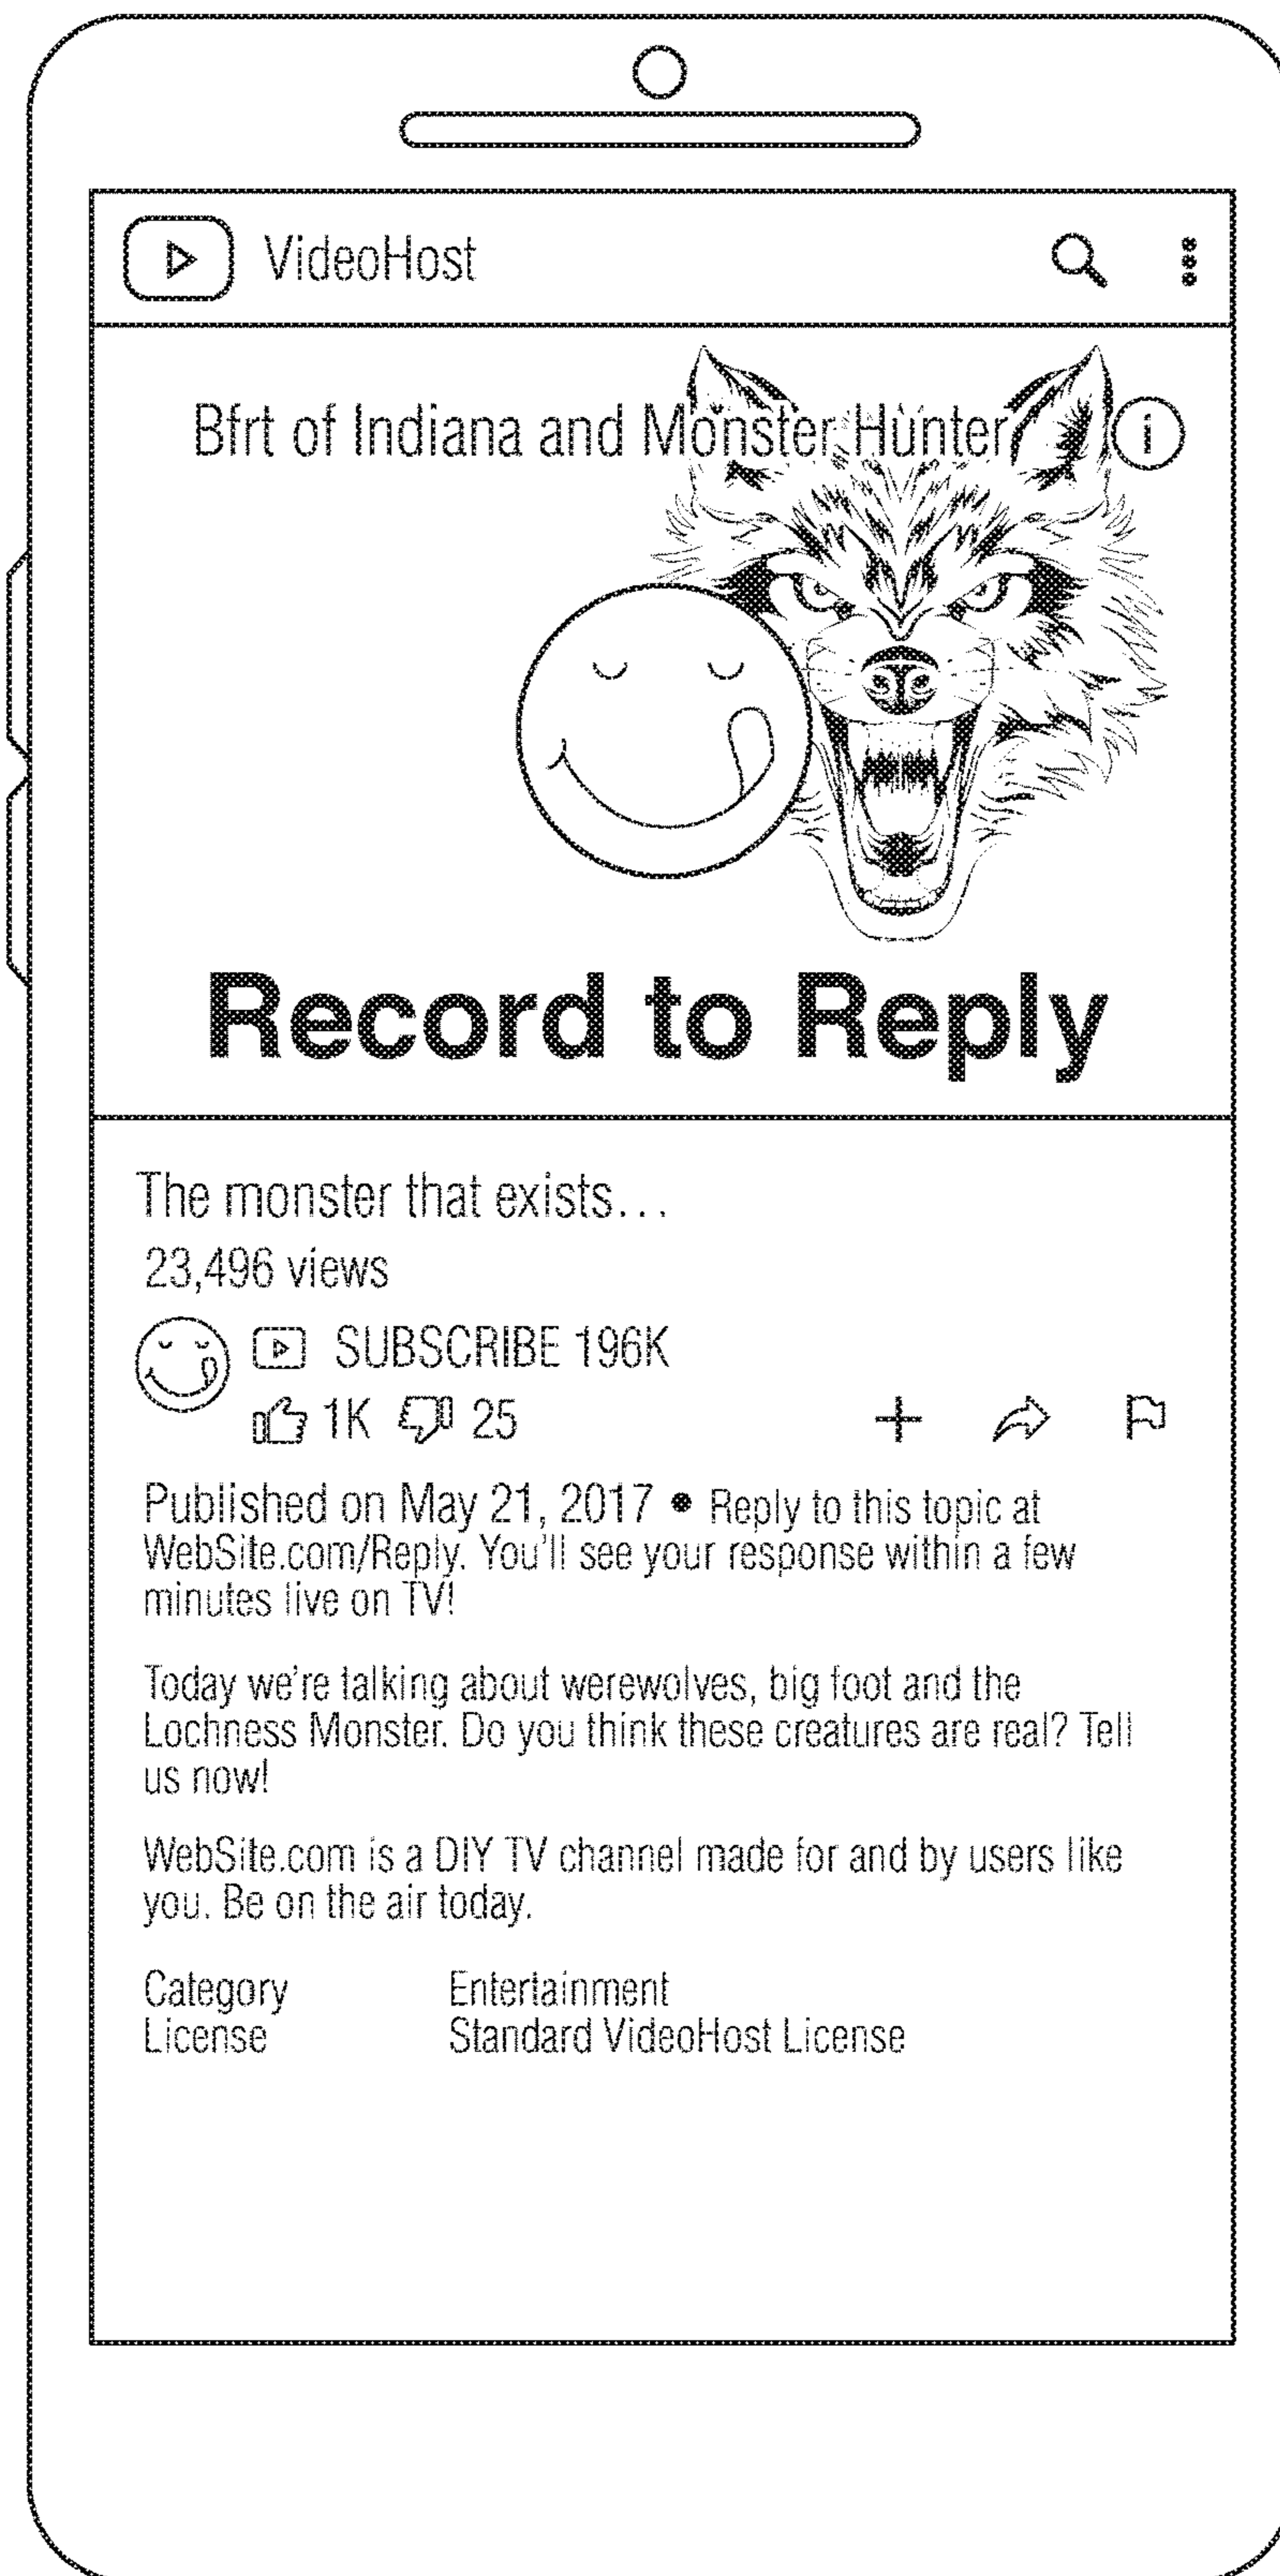 VideoHost
Bfrt of Indiana and Monster Hunter
i
Record to Reply
The monster that exists...
23,496 views
SUBSCRIBE 196K
1K 25
Published on May 21, 2017 • Reply to this topic at
WebSite.com/Reply. You'll see your response within a few
minutes live on TV!
Today we're talking about werewolves, big foot and the
Lochness Monster. Do you think these creatures are real? Tell
us now!
WebSite.com is a DIY TV channel made for and by users like
you. Be on the air today.
Category Entertainment
License Standard VideoHost License